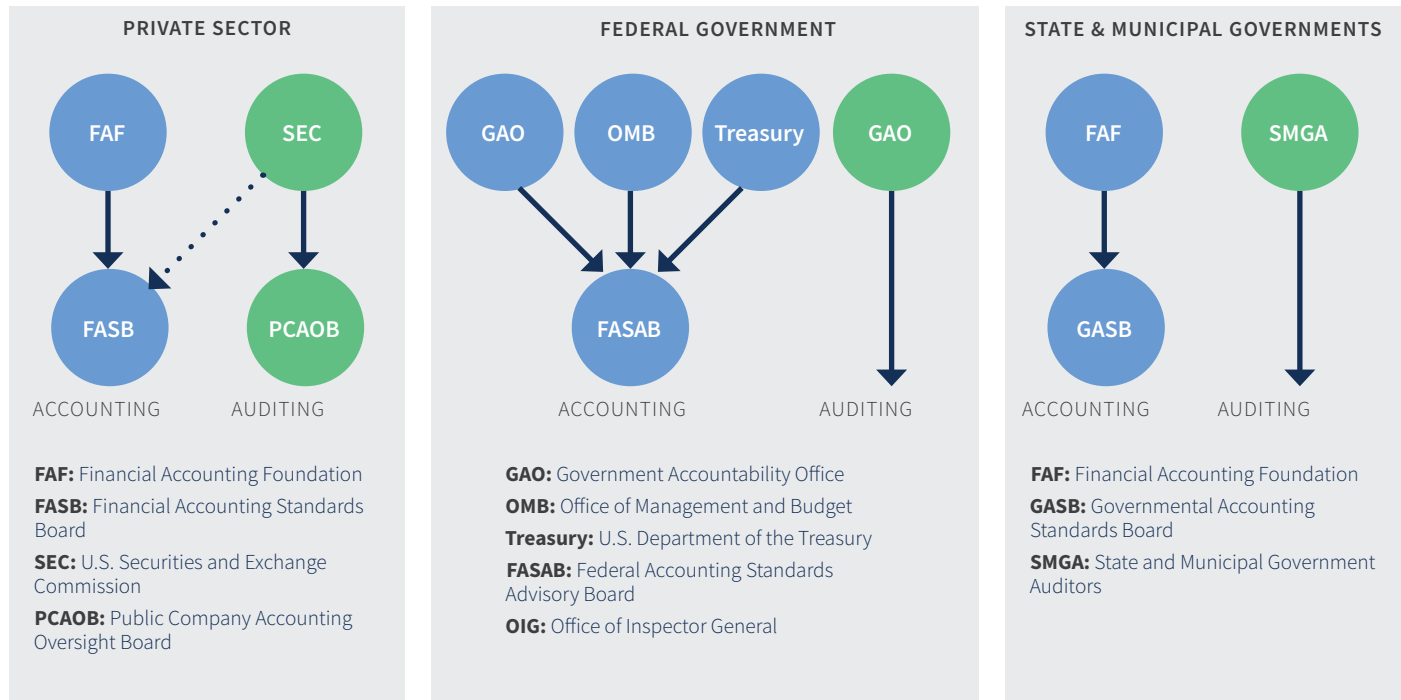 PRIVATE SECTOR
FAF
SEC
FASB
PCAOB
ACCOUNTING
AUDITING
FAF: Financial Accounting Foundation
FASB: Financial Accounting Standards
Board
SEC: U.S. Securities and Exchange
Commission
PCAOB: Public Company Accounting
Oversight Board
FEDERAL GOVERNMENT
GAO
OMB
Treasury
GAO
FASAB
ACCOUNTING
AUDITING
GAO: Government Accountability Office
OMB: Office of Management and Budget
Treasury: U.S. Department of the Treasury
FASAB: Federal Accounting Standards
Advisory Board
OIG: Office of Inspector General
STATE & MUNICIPAL GOVERNMENTS
FAF
SMGA
GASB
ACCOUNTING
AUDITING
FAF: Financial Accounting Foundation
GASB: Governmental Accounting
Standards Board
SMGA: State and Municipal Government
Auditors